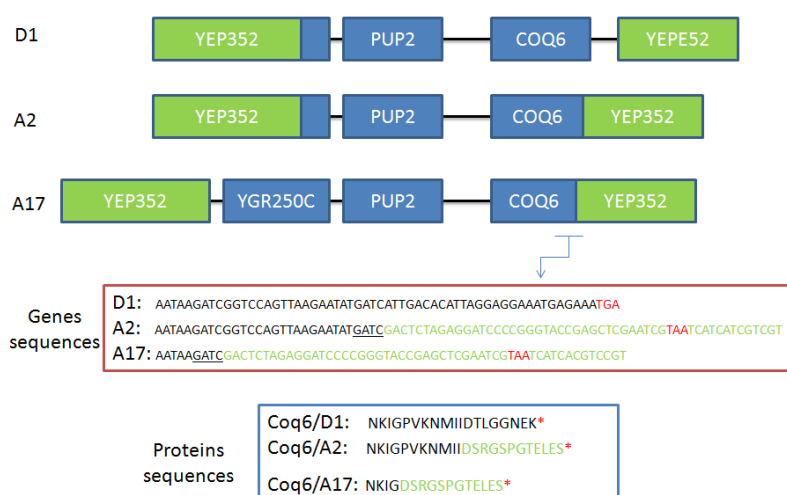 D1 YEP352 PUP2 COQ6 YEPE52
A2 YEP352 PUP2 COQ6 YEP352
A17 YEP352 YGR250C PUP2 COQ6 YEP352
Genes sequences
D1: AATAAGATCGGTCCAGTTAAGAATATGATCATTGACACATTAGGAGGAAATGAGAAATGA
A2: AATAAGATCGGTCCAGTTAAGAATATGATCGACTCTAGAGGATCCCCGGGTACCGAGCTCGAATCGTAATCATCATCGTCGT
A17: AATAAGATCGACTCTAGAGGATCCCCGGGTACCGAGCTCGAATCGTAATCATCACGTCCGT
Proteins sequences
Coq6/D1: NKIGPVKNMIIDTLGGNEK*
Coq6/A2: NKIGPVKNMIIDSRGSPGTELES*
Coq6/A17: NKIGDSRGSPGTELES*